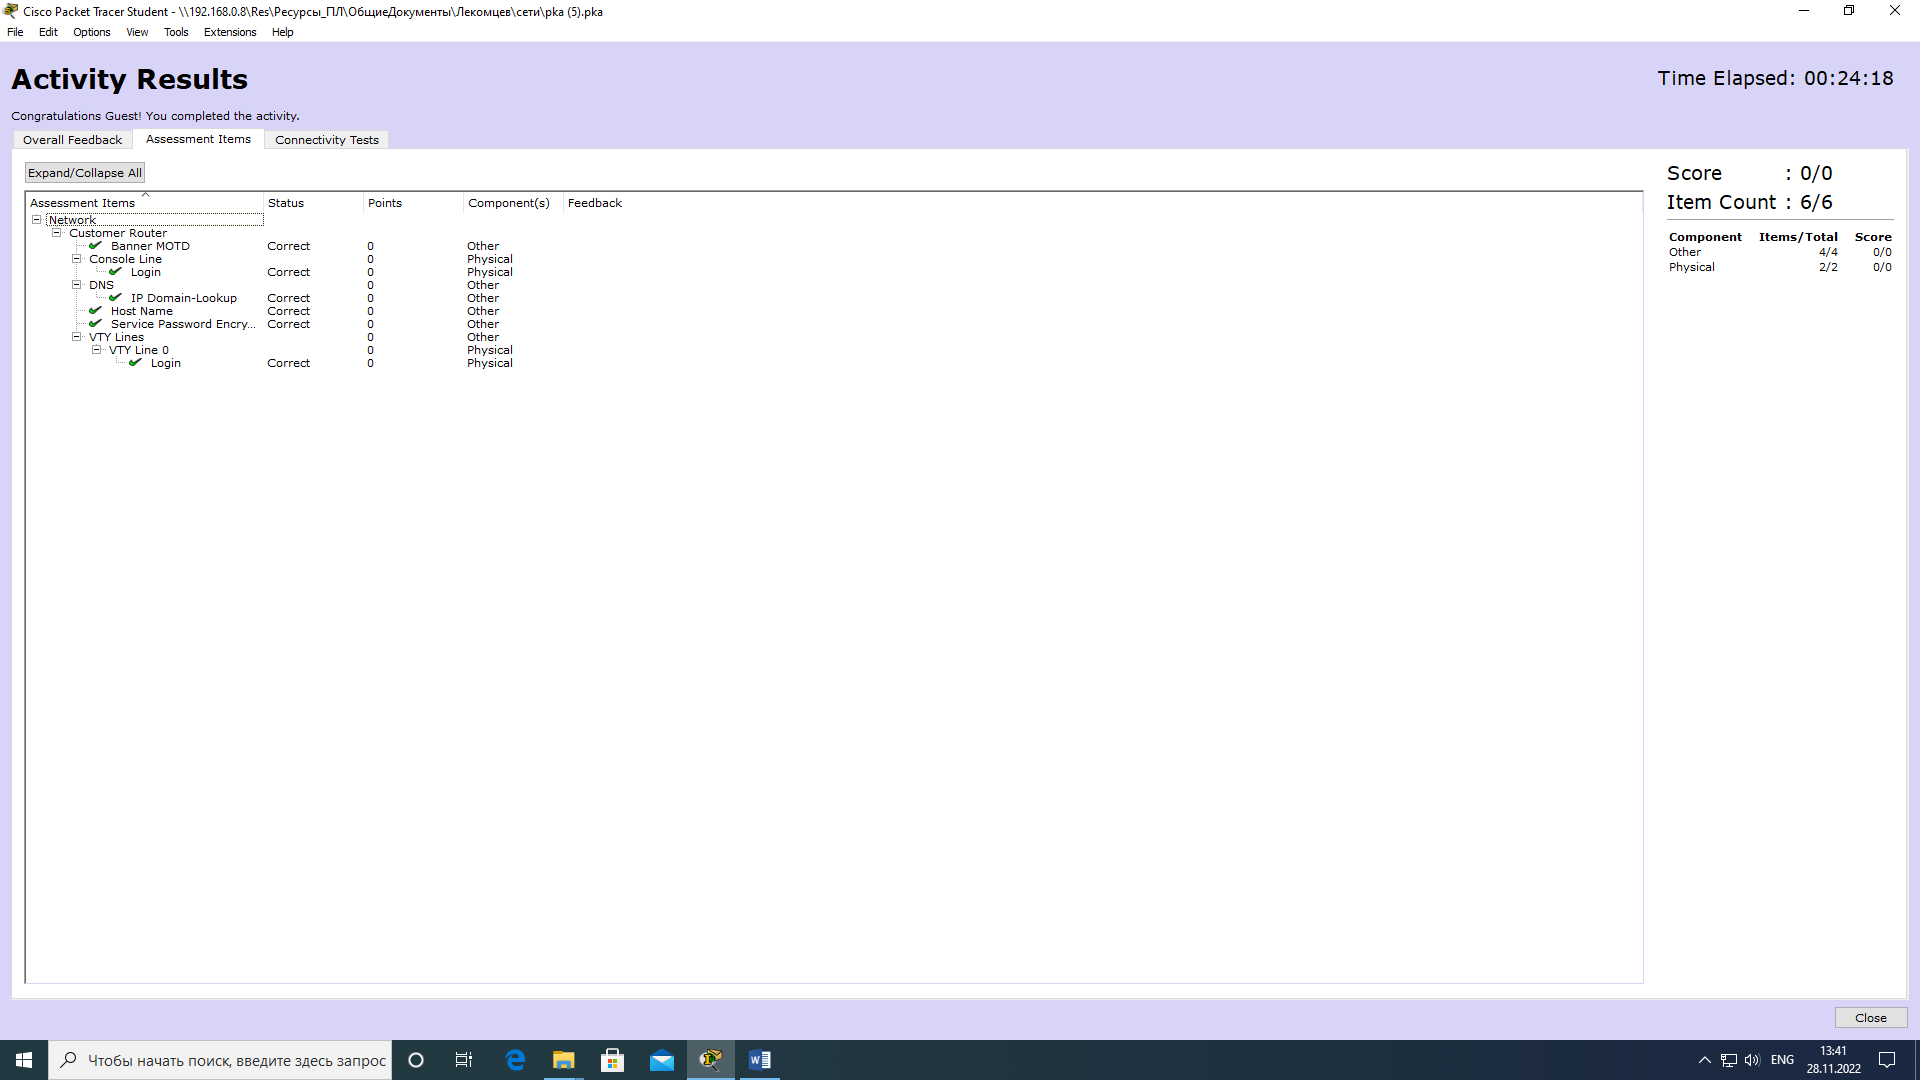 Cisco Packet Tracer Student - \\192.168.0.8\Res\Ресурсы_ПЛ\ОбщиеДокументы\Лекомцев\сети\pka (5).pka
File Edit Options View Tools Extensions Help
Activity Results
Time Elapsed: 00:24:18
Congratulations Guest! You completed the activity.
Overall Feedback Assessment Items Connectivity Tests
Expand/Collapse All
Assessment Items Status Points Component(s) Feedback
Network
Customer Router
Banner MOTD Correct 0 Other
Console Line 0 Physical
Login Correct 0 Physical
DNS 0 Other
IP Domain-Lookup Correct 0 Other
Host Name Correct 0 Other
Service Password Encry... Correct 0 Other
VTY Lines 0 Other
VTY Line 0 0 Physical
Login Correct 0 Physical
Score : 0/0
Item Count : 6/6
Component Items/Total Score
Other 4/4 0/0
Physical 2/2 0/0
Close
Чтобы начать поиск, введите здесь запрос
ENG
13:41
28.11.2022